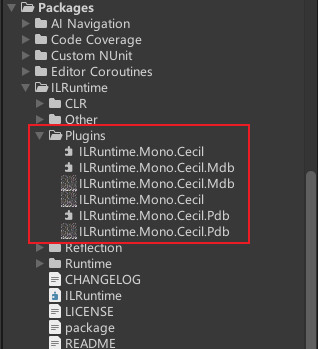 Packages
AI Navigation
Code Coverage
Custom NUnit
Editor Coroutines
ILRuntime
CLR
Other
Plugins
ILRuntime.Mono.Cecil
ILRuntime.Mono.Cecil.Mdb
ILRuntime.Mono.Cecil.Mdb
ILRuntime.Mono.Cecil
ILRuntime.Mono.Cecil.Pdb
ILRuntime.Mono.Cecil.Pdb
Reflection
Runtime
CHANGELOG
ILRuntime
LICENSE
package
README